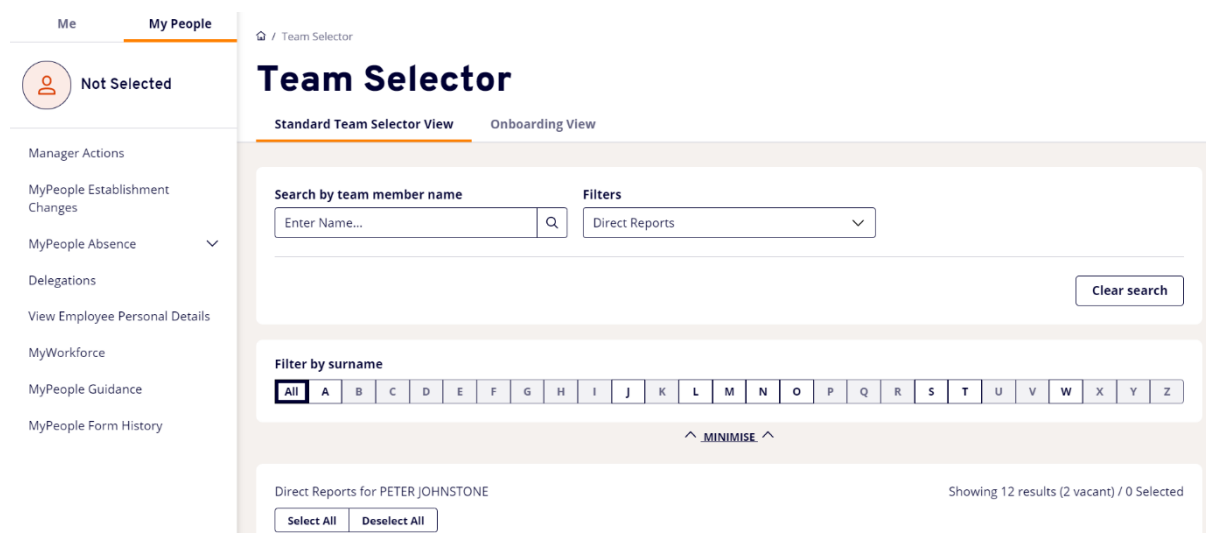 Me
My People
Not Selected
Manager Actions
MyPeople Establishment
Changes
MyPeople Absence
Delegations
View Employee Personal Details
MyWorkforce
MyPeople Guidance
MyPeople Form History
/ Team Selector
Team Selector
Standard Team Selector View
Onboarding View
Search by team member name
Enter Name...
Filters
Direct Reports
Clear search
Filter by surname
All A B C D E F G H I J K L M N O P Q R S T U V W X Y Z
MINIMISE
Direct Reports for PETER JOHNSTONE
Showing 12 results (2 vacant) / 0 Selected
Select All
Deselect All